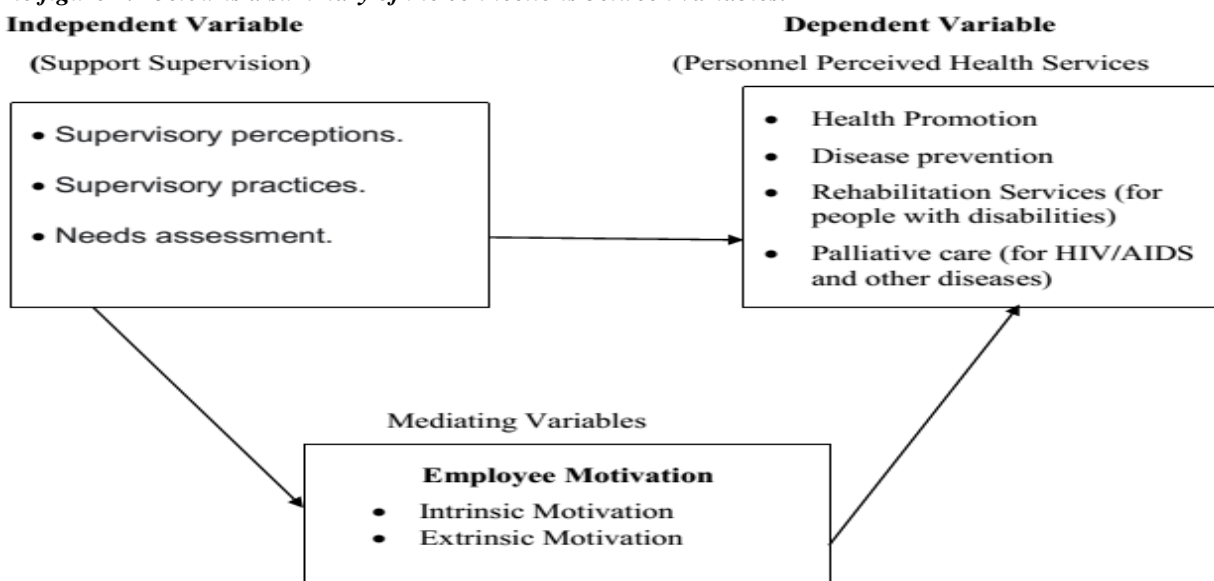 Independent Variable
(Support Supervision)
• Supervisory perceptions.
• Supervisory practices.
• Needs assessment.
Dependent Variable
(Personnel Perceived Health Services
• Health Promotion
• Disease prevention
• Rehabilitation Services (for
people with disabilities)
• Palliative care (for HIV/AIDS
and other diseases)
Mediating Variables
Employee Motivation
• Intrinsic Motivation
• Extrinsic Motivation